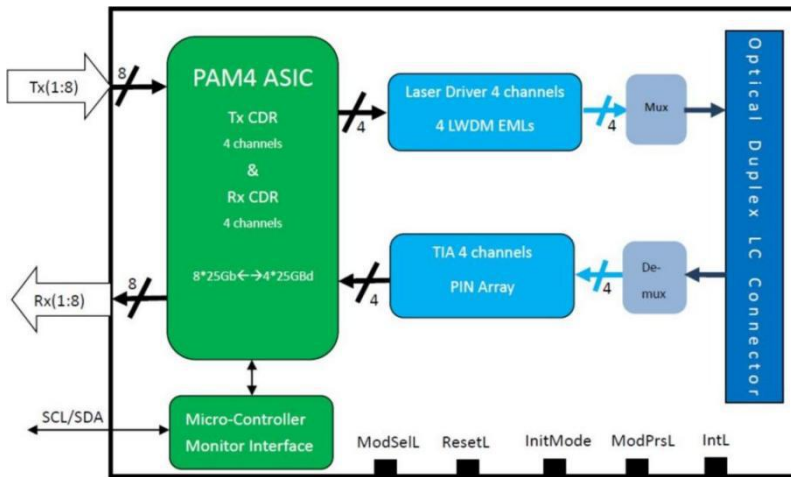 Tx(1:8)
8
PAM4 ASIC
Tx CDR
4 channels
&
Rx CDR
4 channels
8*25Gb←→4*25GBd
4
Laser Driver 4 channels
4 LWDM EMLs
4
Mux
Optical Duplex LC Connector
Rx(1:8)
8
4
TIA 4 channels
PIN Array
4
De-
mux
SCL/SDA
Micro-Controller
Monitor Interface
ModSelL
ResetL
InitMode
ModPrsL
IntL